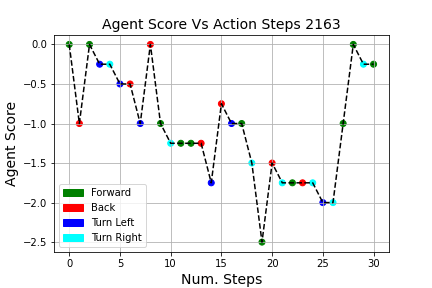 Agent Score Vs Action Steps 2163
Agent Score
0.0
−0.5
−1.0
−1.5
−2.0
−2.5
Forward
Back
Turn Left
Turn Right
0 5 10 15 20 25 30
Num. Steps